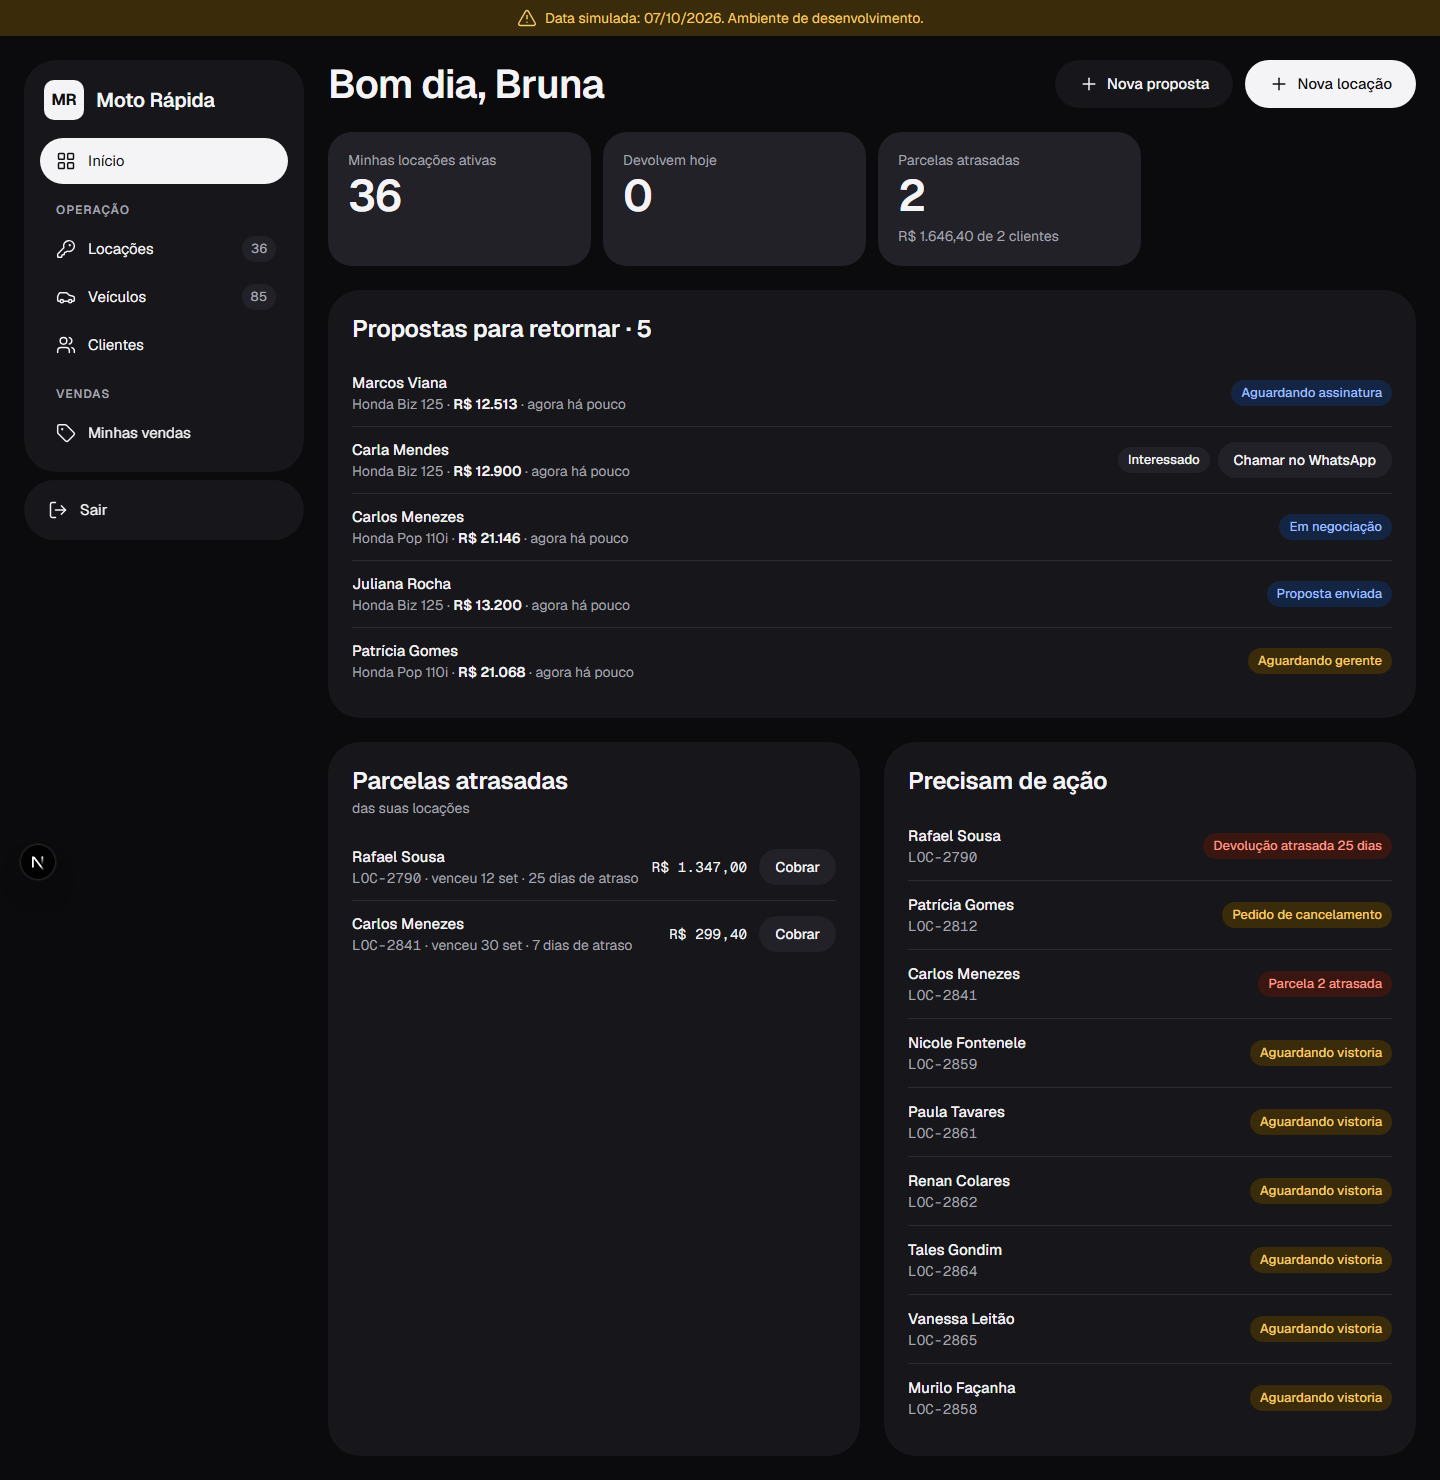 Data simulada: 07/10/2026. Ambiente de desenvolvimento.
MR Moto Rápida
Início
OPERAÇÃO
Locações 36
Veículos 85
Clientes
VENDAS
Minhas vendas
Sair
N
Bom dia, Bruna
Nova proposta
Nova locação
Minhas locações ativas
36
Devolvem hoje
0
Parcelas atrasadas
2
R$ 1.646,40 de 2 clientes
Propostas para retornar · 5
Marcos Viana
Honda Biz 125 · R$ 12.513 · agora há pouco
Aguardando assinatura
Carla Mendes
Honda Biz 125 · R$ 12.900 · agora há pouco
Interessado
Chamar no WhatsApp
Carlos Menezes
Honda Pop 110i · R$ 21.146 · agora há pouco
Em negociação
Juliana Rocha
Honda Biz 125 · R$ 13.200 · agora há pouco
Proposta enviada
Patrícia Gomes
Honda Pop 110i · R$ 21.068 · agora há pouco
Aguardando gerente
Parcelas atrasadas
das suas locações
Rafael Sousa
LOC-2790 · venceu 12 set · 25 dias de atraso
R$ 1.347,00
Cobrar
Carlos Menezes
LOC-2841 · venceu 30 set · 7 dias de atraso
R$ 299,40
Cobrar
Precisam de ação
Rafael Sousa
LOC-2790
Devolução atrasada 25 dias
Patrícia Gomes
LOC-2812
Pedido de cancelamento
Carlos Menezes
LOC-2841
Parcela 2 atrasada
Nicole Fontenele
LOC-2859
Aguardando vistoria
Paula Tavares
LOC-2861
Aguardando vistoria
Renan Colares
LOC-2862
Aguardando vistoria
Tales Gondim
LOC-2864
Aguardando vistoria
Vanessa Leitão
LOC-2865
Aguardando vistoria
Murilo Façanha
LOC-2858
Aguardando vistoria